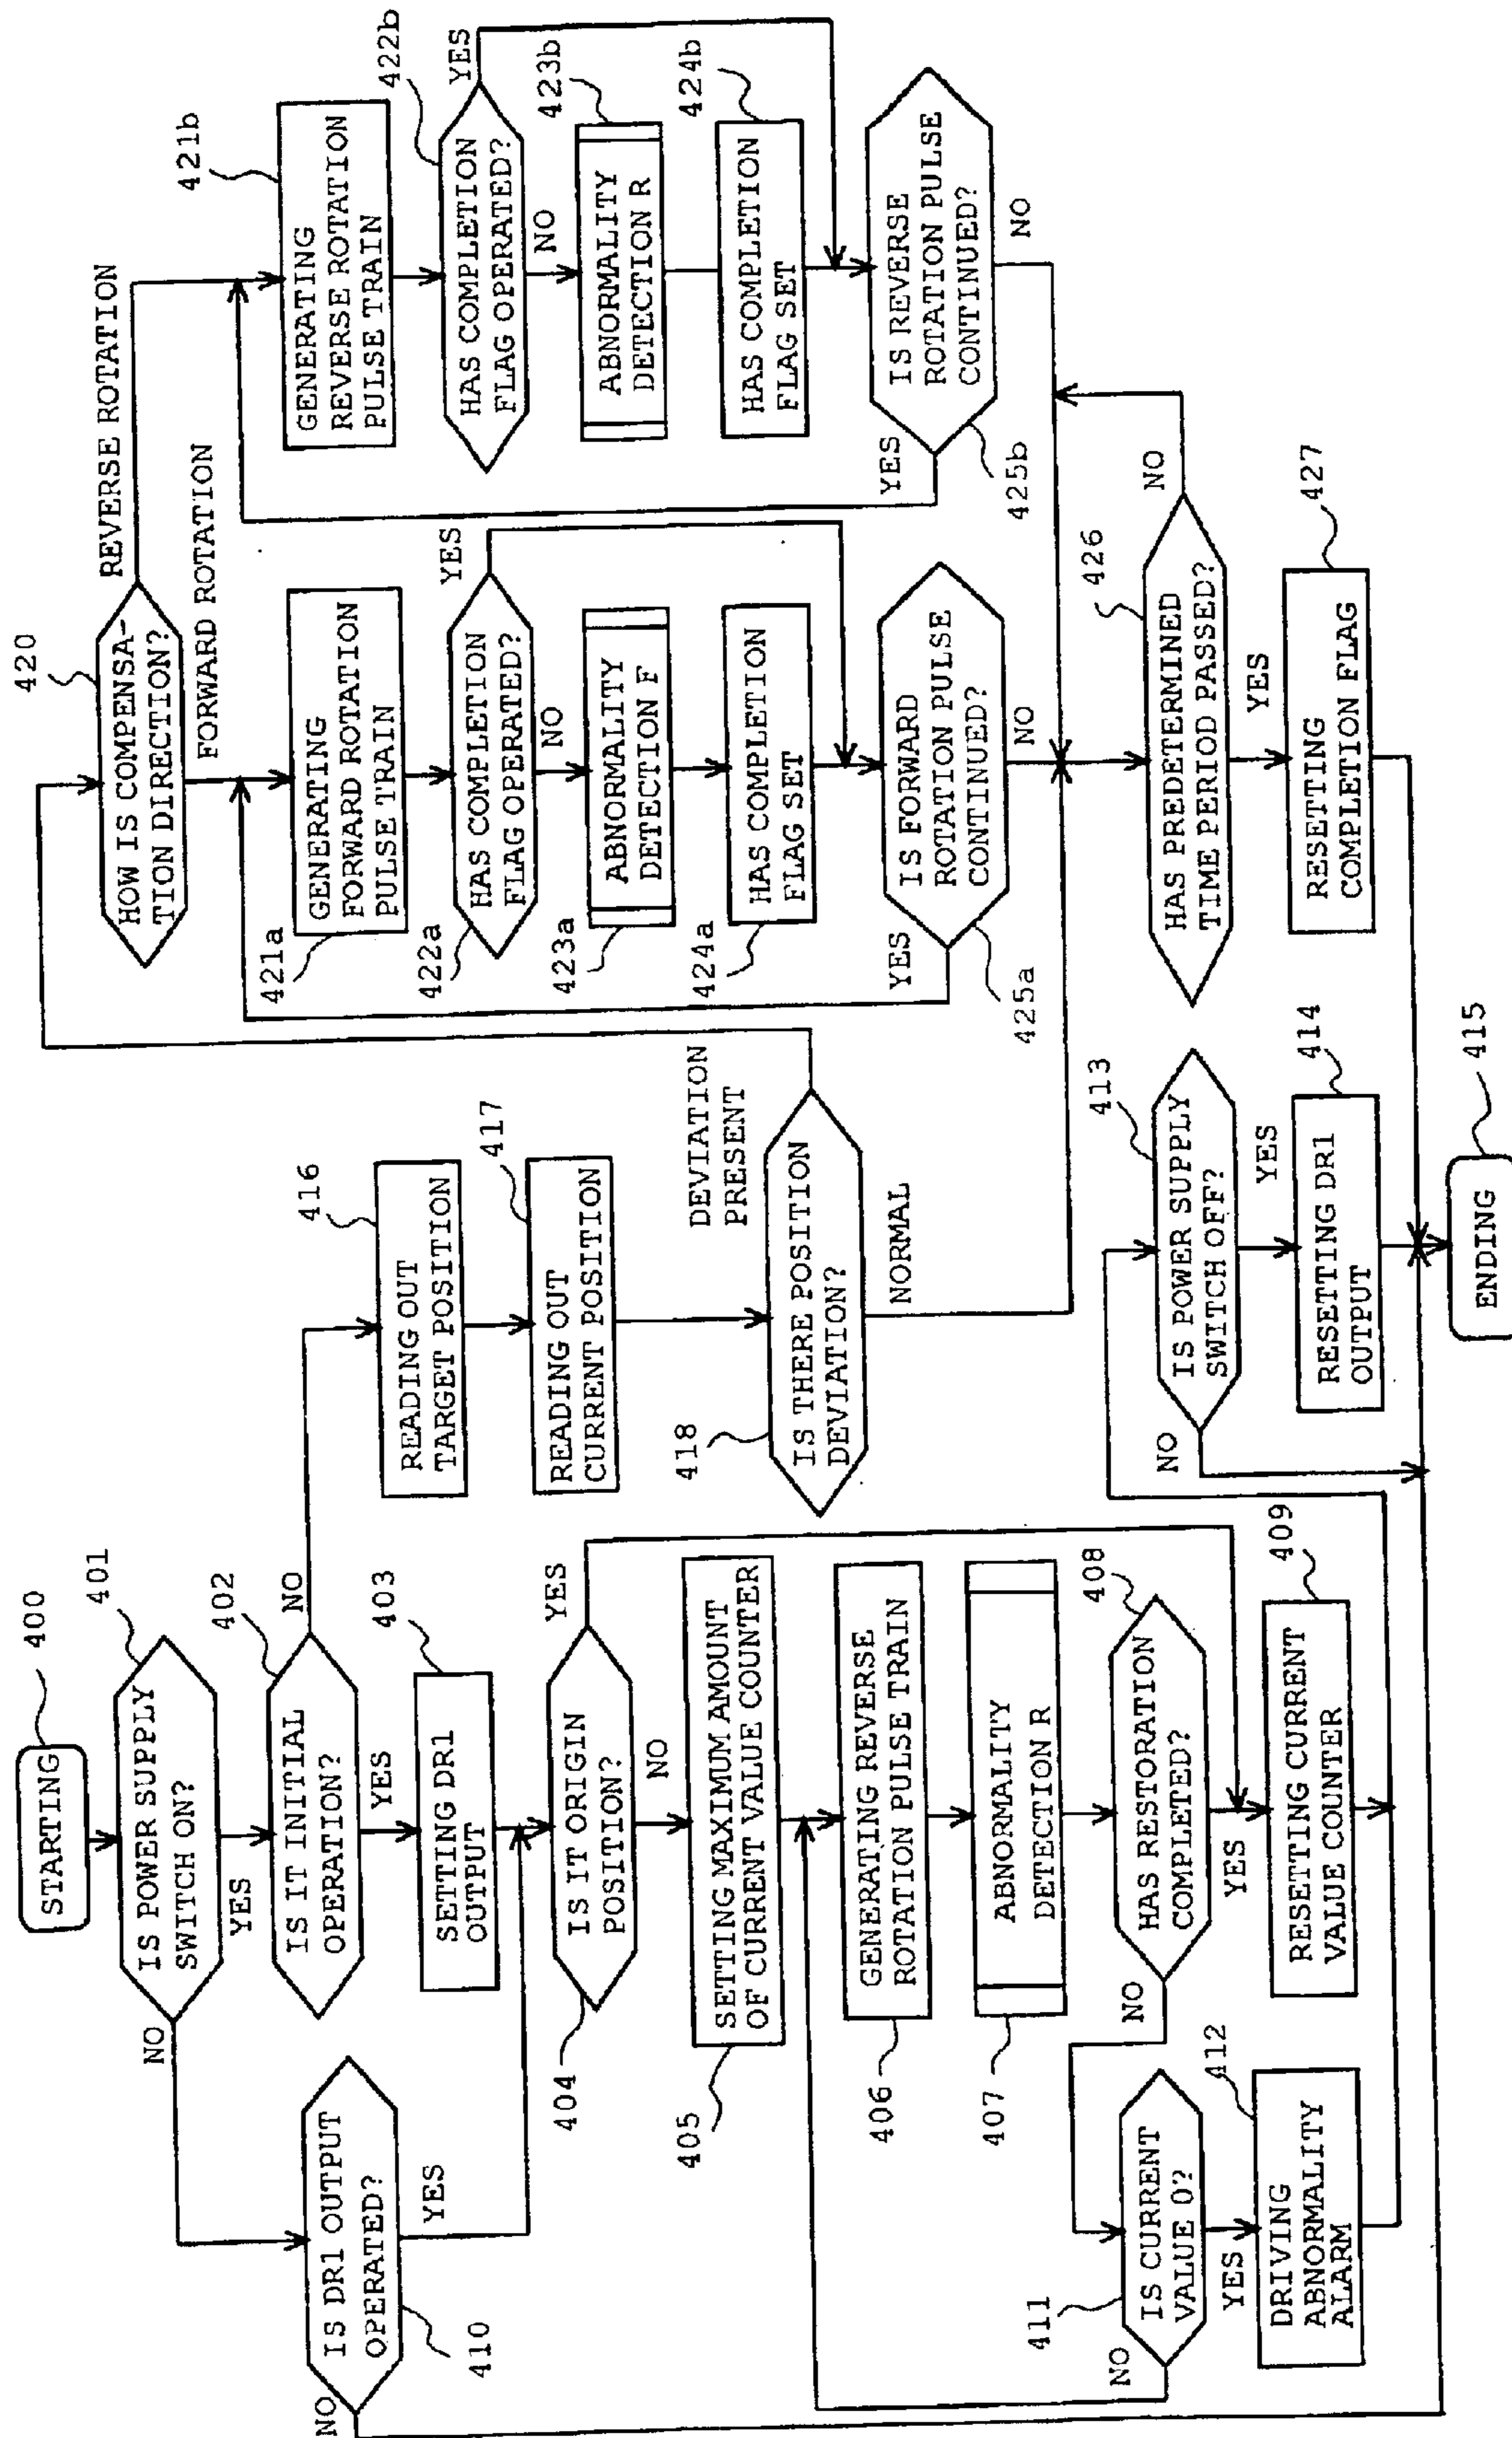 STARTING
400
IS POWER SUPPLY
SWITCH ON?
401
NO
YES
IS IT INITIAL
OPERATION?
402
NO
YES
SETTING DR1
OUTPUT
403
IS DR1 OUTPUT
OPERATED?
410
NO
YES
IS IT ORIGIN
POSITION?
404
YES
NO
SETTING MAXIMUM AMOUNT
OF CURRENT VALUE COUNTER
405
GENERATING REVERSE
ROTATION PULSE TRAIN
406
ABNORMALITY
DETECTION R
407
HAS RESTORATION
COMPLETED?
408
NO
YES
RESETTING CURRENT
VALUE COUNTER
409
IS CURRENT
VALUE 0?
411
NO
YES
DRIVING
ABNORMALITY
ALARM
412
READING OUT
TARGET POSITION
416
READING OUT
CURRENT POSITION
417
IS THERE POSITION
DEVIATION?
418
DEVIATION
PRESENT
NORMAL
IS POWER SUPPLY
SWITCH OFF?
413
NO
YES
RESETTING DR1
OUTPUT
414
ENDING
415
HOW IS COMPENSA-
TION DIRECTION?
420
REVERSE ROTATION
FORWARD ROTATION
GENERATING
FORWARD ROTATION
PULSE TRAIN
421a
HAS COMPLETION
FLAG OPERATED?
422a
YES
NO
ABNORMALITY
DETECTION F
423a
HAS COMPLETION
FLAG SET
424a
IS FORWARD
ROTATION PULSE
CONTINUED?
425a
YES
NO
GENERATING
REVERSE ROTATION
PULSE TRAIN
421b
HAS COMPLETION
FLAG OPERATED?
422b
YES
NO
ABNORMALITY
DETECTION R
423b
HAS COMPLETION
FLAG SET
424b
IS REVERSE
ROTATION PULSE
CONTINUED?
425b
YES
NO
HAS PREDETERMINED
TIME PERIOD PASSED?
426
NO
YES
RESETTING
COMPLETION FLAG
427